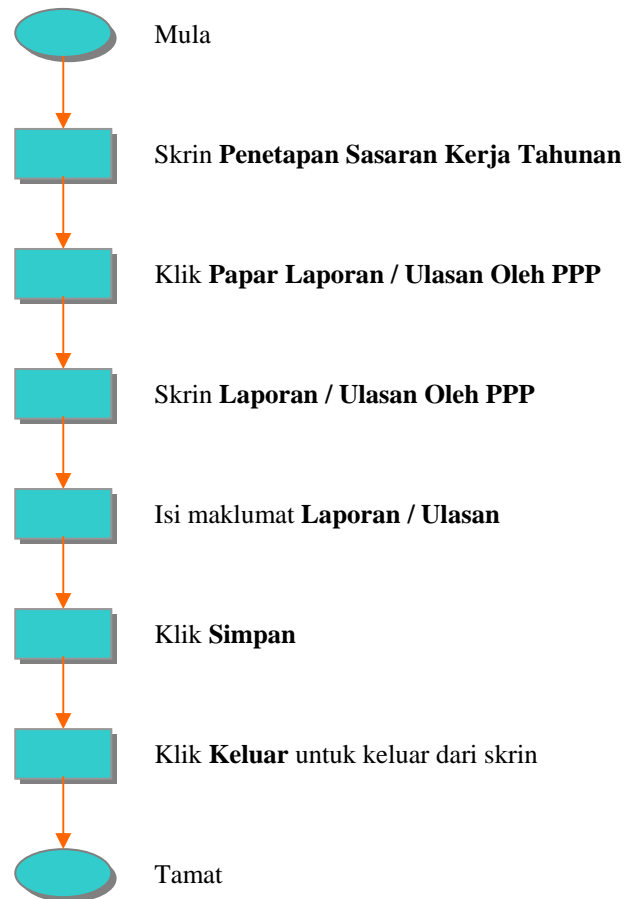 Mula
Skrin Penetapan Sasaran Kerja Tahunan
Klik Papar Laporan / Ulasan Oleh PPP
Skrin Laporan / Ulasan Oleh PPP
Isi maklumat Laporan / Ulasan
Klik Simpan
Klik Keluar untuk keluar dari skrin
Tamat